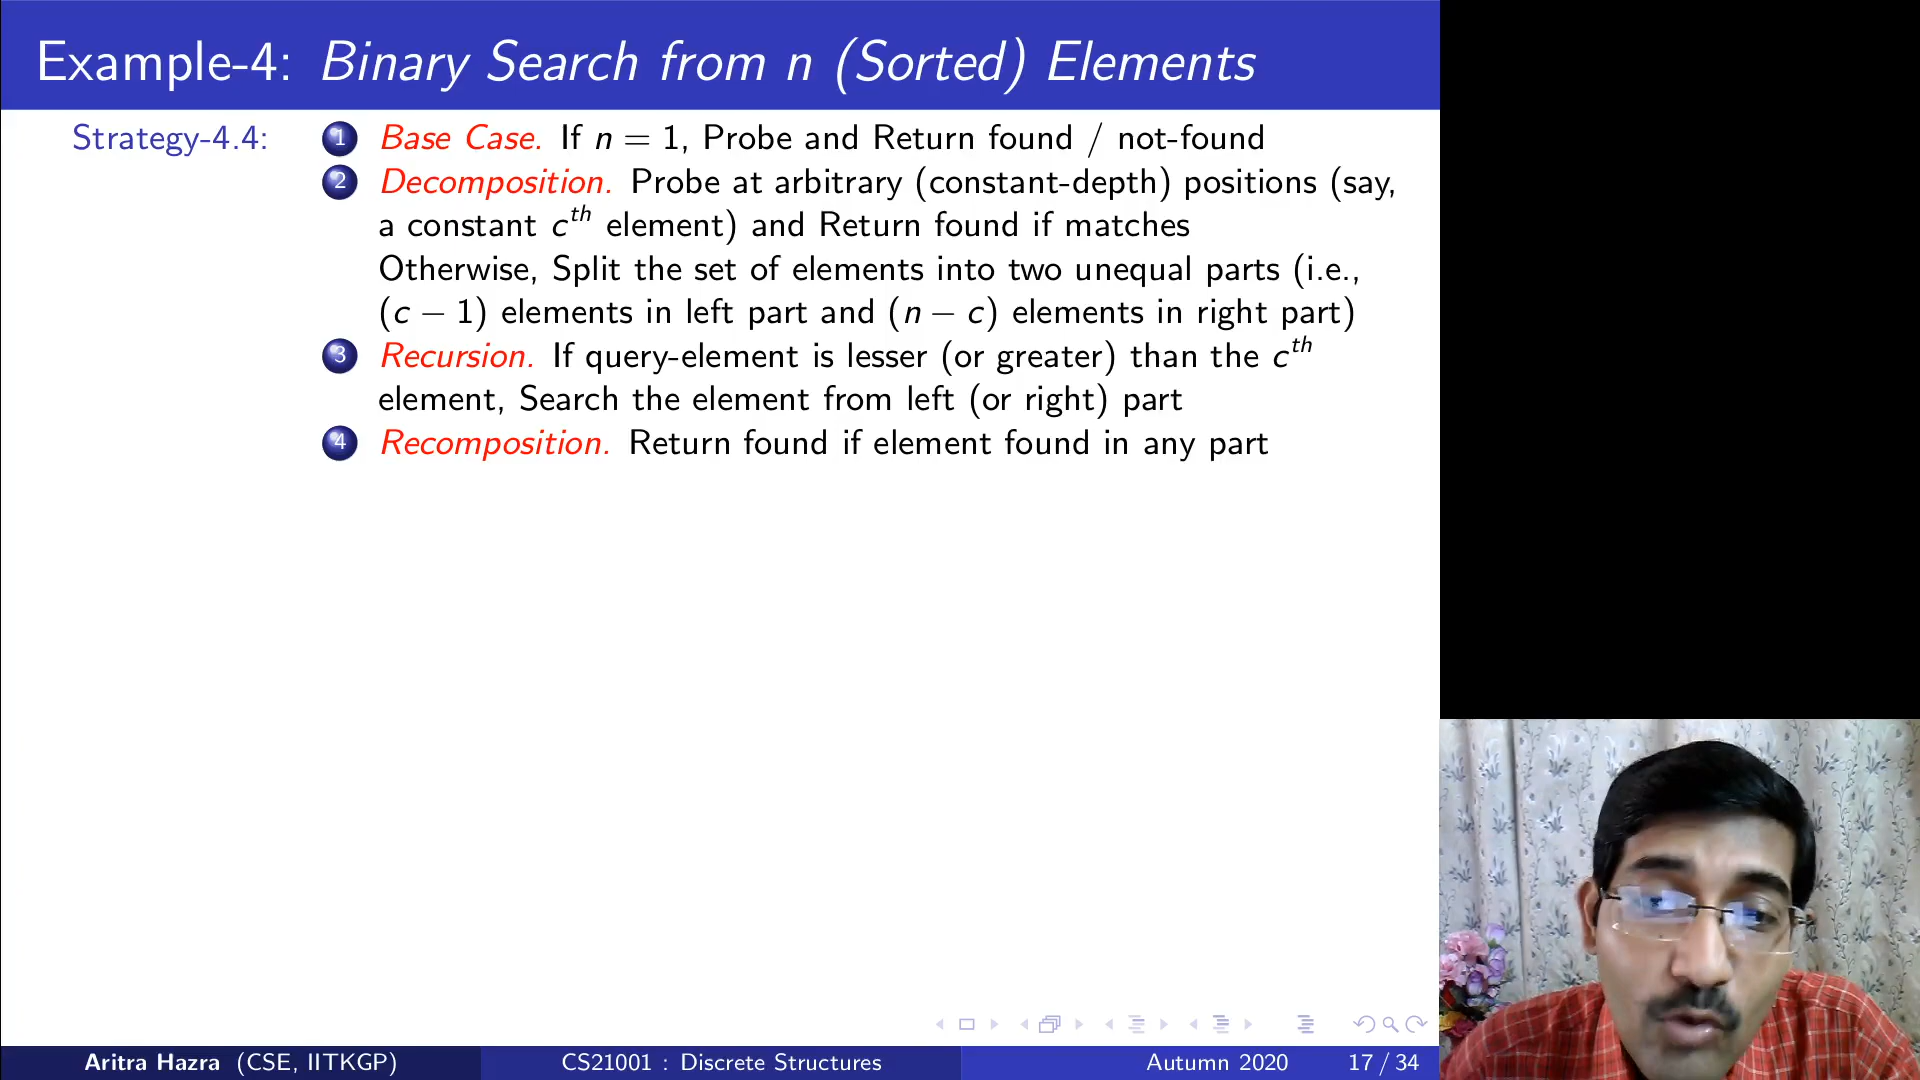 Example-4: Binary Search from n (Sorted) Elements
Strategy-4.4: 1 Base Case. If n = 1, Probe and Return found / not-found
2 Decomposition. Probe at arbitrary (constant-depth) positions (say,
a constant c^th element) and Return found if matches
Otherwise, Split the set of elements into two unequal parts (i.e.,
(c − 1) elements in left part and (n − c) elements in right part)
3 Recursion. If query-element is lesser (or greater) than the c^th
element, Search the element from left (or right) part
4 Recomposition. Return found if element found in any part
Aritra Hazra (CSE, IITKGP) CS21001 : Discrete Structures Autumn 2020 17 / 34